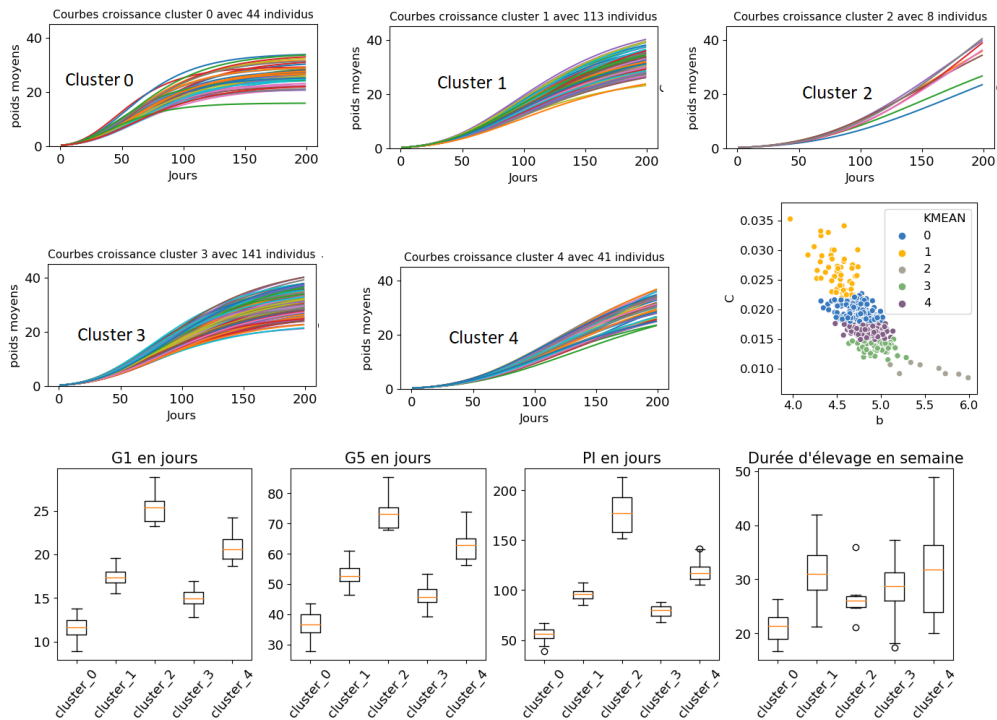 Courbes croissance cluster 0 avec 44 individus
Courbes croissance cluster 1 avec 113 individus
Courbes croissance cluster 2 avec 8 individus
poids moyens
40
20
0
Cluster 0
0 50 100 150 200
Jours
poids moyens
40
20
0
Cluster 1
0 50 100 150 200
Jours
poids moyens
40
20
0
Cluster 2
0 50 100 150 200
Jours
Courbes croissance cluster 3 avec 141 individus
Courbes croissance cluster 4 avec 41 individus
poids moyens
40
20
0
Cluster 3
0 50 100 150 200
Jours
poids moyens
40
20
0
Cluster 4
0 50 100 150 200
Jours
C
0.035
0.030
0.025
0.020
0.015
0.010
KMEAN
0
1
2
3
4
4.0 4.5 5.0 5.5 6.0
b
G1 en jours
25
20
15
10
cluster_0 cluster_1 cluster_2 cluster_3 cluster_4
G5 en jours
80
70
60
50
40
30
cluster_0 cluster_1 cluster_2 cluster_3 cluster_4
PI en jours
200
150
100
50
cluster_0 cluster_1 cluster_2 cluster_3 cluster_4
Durée d'élevage en semaine
50
40
30
20
cluster_0 cluster_1 cluster_2 cluster_3 cluster_4